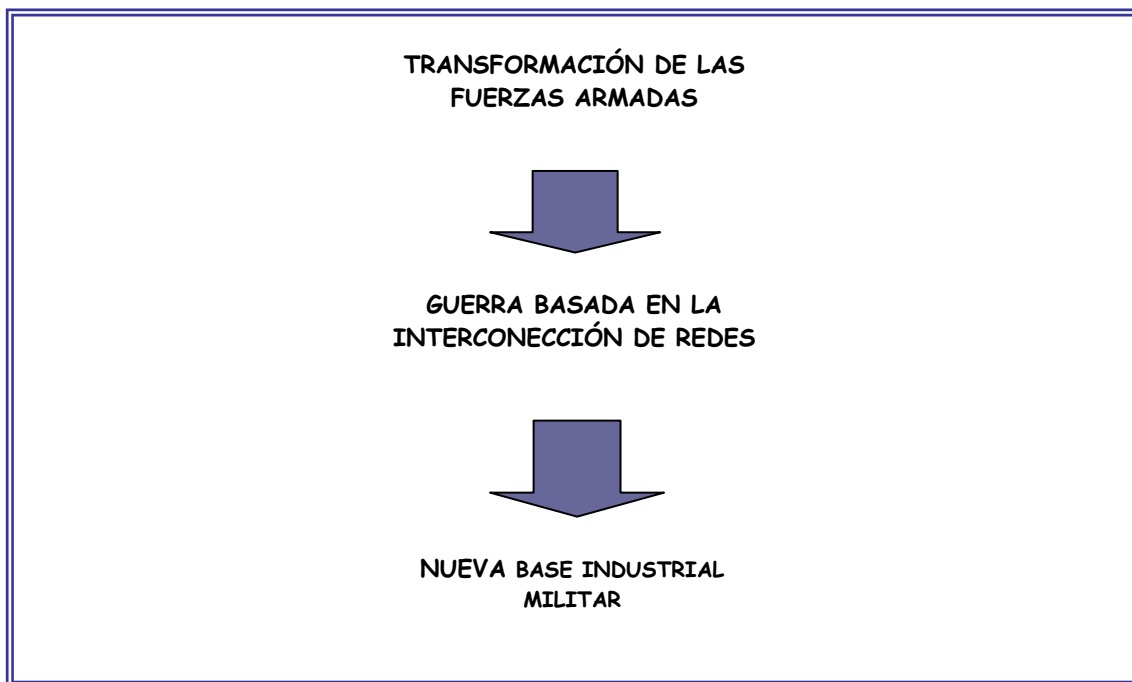 TRANSFORMACIÓN DE LAS
FUERZAS ARMADAS
GUERRA BASADA EN LA
INTERCONECCIÓN DE REDES
NUEVA BASE INDUSTRIAL
MILITAR